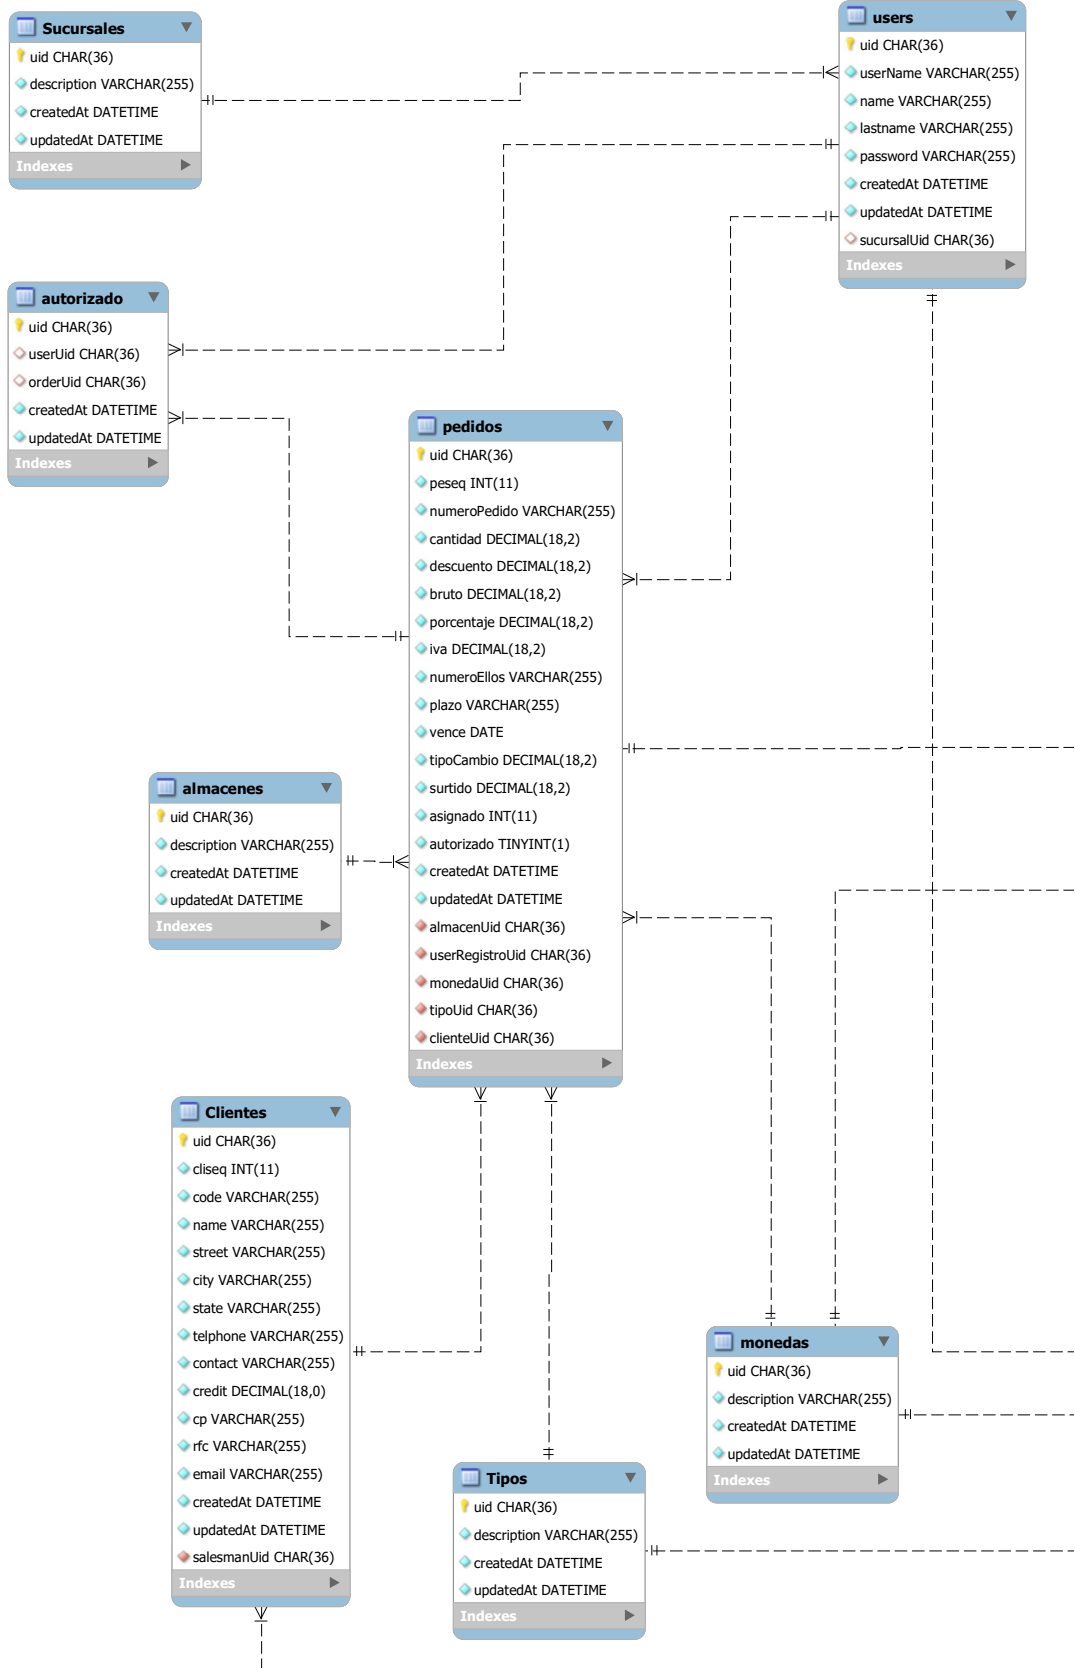 Sucursales
uid CHAR(36)
description VARCHAR(255)
createdAt DATETIME
updatedAt DATETIME
Indexes
users
uid CHAR(36)
userName VARCHAR(255)
name VARCHAR(255)
lastname VARCHAR(255)
password VARCHAR(255)
createdAt DATETIME
updatedAt DATETIME
sucursalUid CHAR(36)
Indexes
autorizado
uid CHAR(36)
userUid CHAR(36)
orderUid CHAR(36)
createdAt DATETIME
updatedAt DATETIME
Indexes
pedidos
uid CHAR(36)
peseq INT(11)
numeroPedido VARCHAR(255)
cantidad DECIMAL(18,2)
descuento DECIMAL(18,2)
bruto DECIMAL(18,2)
porcentaje DECIMAL(18,2)
iva DECIMAL(18,2)
numeroEllos VARCHAR(255)
plazo VARCHAR(255)
vence DATE
tipoCambio DECIMAL(18,2)
surtido DECIMAL(18,2)
asignado INT(11)
autorizado TINYINT(1)
createdAt DATETIME
updatedAt DATETIME
almacenUid CHAR(36)
userRegistroUid CHAR(36)
monedaUid CHAR(36)
tipoUid CHAR(36)
clienteUid CHAR(36)
Indexes
almacenes
uid CHAR(36)
description VARCHAR(255)
createdAt DATETIME
updatedAt DATETIME
Indexes
Clientes
uid CHAR(36)
cliseq INT(11)
code VARCHAR(255)
name VARCHAR(255)
street VARCHAR(255)
city VARCHAR(255)
state VARCHAR(255)
telphone VARCHAR(255)
contact VARCHAR(255)
credit DECIMAL(18,0)
cp VARCHAR(255)
rfc VARCHAR(255)
email VARCHAR(255)
createdAt DATETIME
updatedAt DATETIME
salesmanUid CHAR(36)
Indexes
monedas
uid CHAR(36)
description VARCHAR(255)
createdAt DATETIME
updatedAt DATETIME
Indexes
Tipos
uid CHAR(36)
description VARCHAR(255)
createdAt DATETIME
updatedAt DATETIME
Indexes